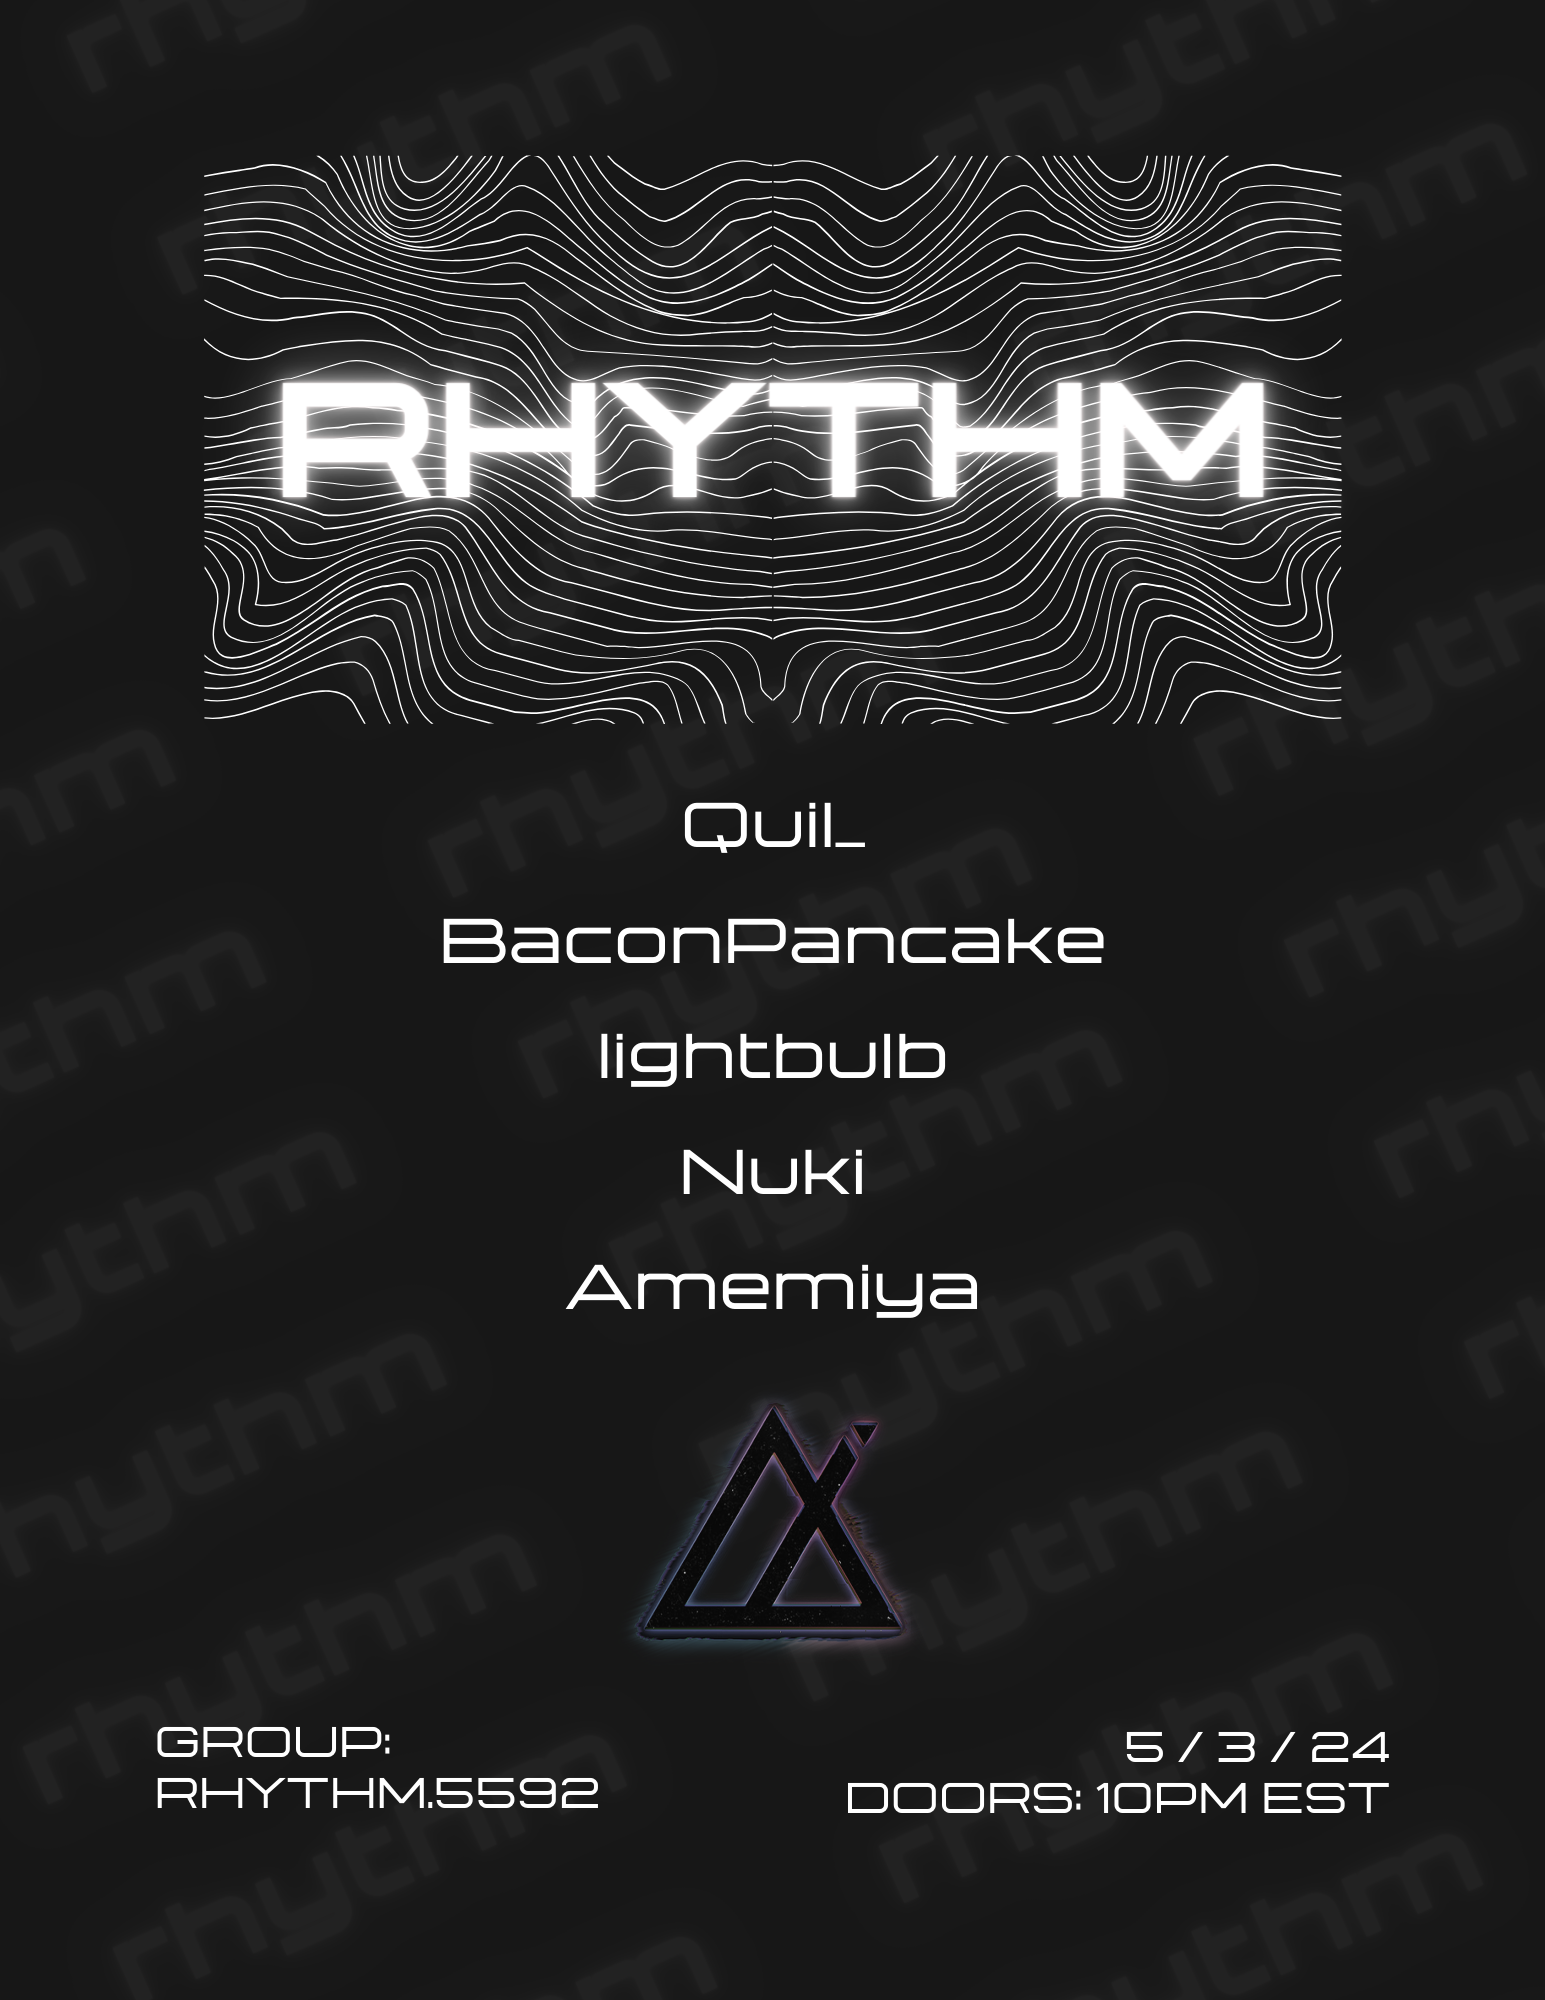 RHYTHM
Quil_
BaconPancake
lightbulb
Nuki
Amemiya
GROUP:
RHYTHM.5592
5 / 3 / 24
DOORS: 10PM EST